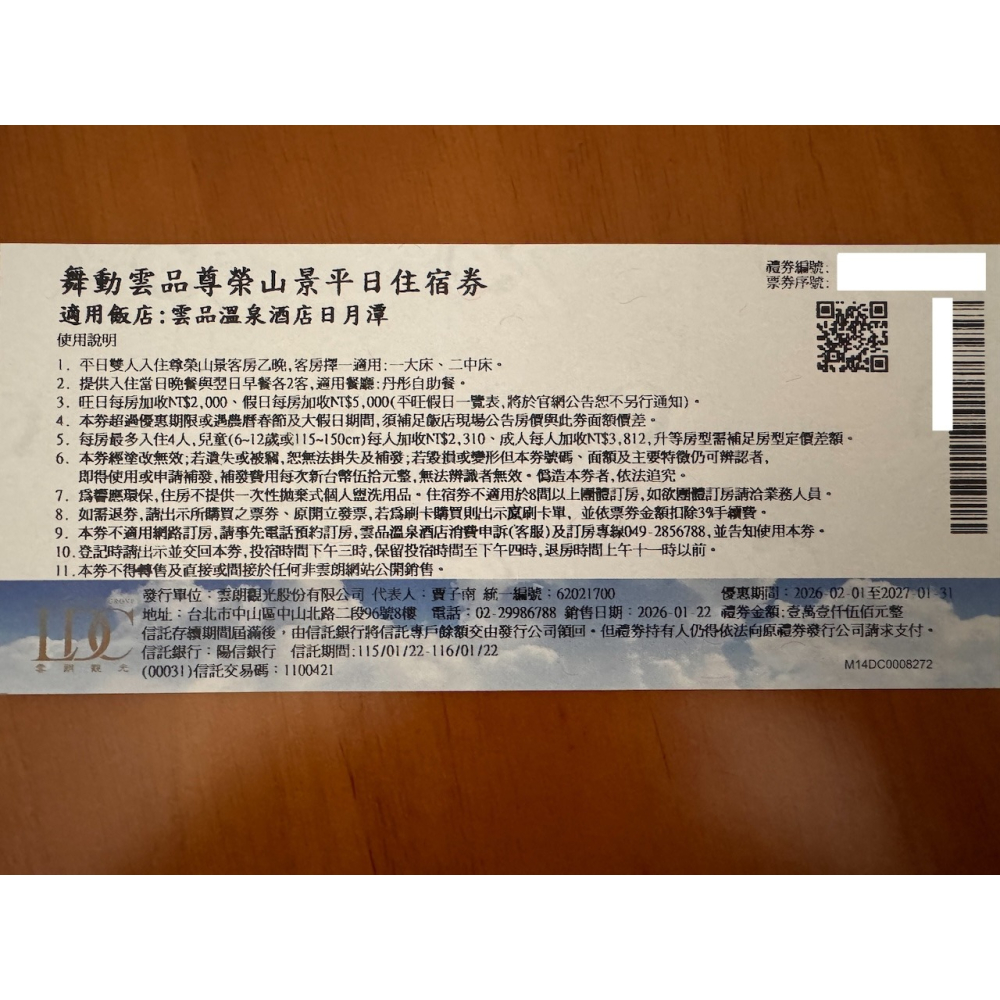 舞動雲品尊榮山景平日住宿券
適用飯店:雲品溫泉酒店日月潭
禮券編號:
票券序號:
使用說明
1. 平日雙人入住尊榮山景客房乙晚,客房擇一適用:一大床、二中床。
2. 提供入住當日晚餐與翌日早餐各2客,適用餐廳:丹彤自助餐。
3. 旺日每房加收NT$2,000、假日每房加收NT$5,000(平旺假日一覽表,將於官網公告恕不另行通知)。
4. 本券超過優惠期限或遇農曆春節及大假日期間,須補足飯店現場公告房價與此券面額價差。
5. 每房最多入住4人,兒童(6~12歲或115~150cm)每人加收NT$2,310、成人每人加收NT$3,812,升等房型需補足房型定價差額。
6. 本券經塗改無效;若遺失或被竊,恕無法掛失及補發;若毀損或變形但本券號碼、面額及主要特徵仍可辨認者,
即得使用或申請補發,補發費用每次新台幣伍拾元整,無法辨識者無效。偽造本券者,依法追究。
7. 為響應環保,住房不提供一次性拋棄式個人盥洗用品。住宿券不適用於8間以上團體訂房,如欲團體訂房請洽業務人員。
8. 如需退券,請出示所購買之票券、原開立發票,若為刷卡購買則出示原刷卡單,並依票券金額扣除3%手續費。
9. 本券不適用網路訂房,請事先電話預約訂房,雲品溫泉酒店消費申訴(客服)及訂房專線049-2856788,並告知使用本券。
10. 登記時請出示並交回本券,投宿時間下午三時,保留投宿時間至下午四時,退房時間上午十一時以前。
11. 本券不得轉售及直接或間接於任何非雲朗網站公開銷售。
LDC
雲朗觀光
發行單位:雲朗觀光股份有限公司 代表人:賈子南 統一編號:62021700
優惠期間:2026-02-01至2027-01-31
地址:台北市中山區中山北路二段96號8樓 電話:02-29986788 銷售日期:2026-01-22 禮券金額:壹萬壹仟伍佰元整
信託存續期間屆滿後,由信託銀行將信託專戶餘額交由發行公司領回。但禮券持有人仍得依法向原禮券發行公司請求支付。
信託銀行:陽信銀行 信託期間:115/01/22-116/01/22
(00031)信託交易碼:1100421
M14DC0008272